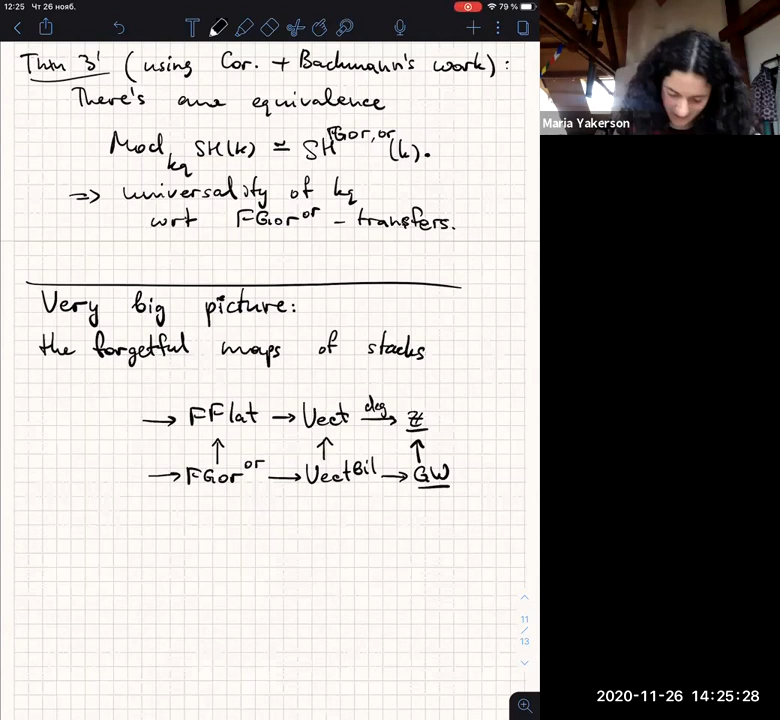 12:25 Чт 26 нояб.
79 %
Thm 3' (using Cor. + Bachmann's work):
There's an equivalence
Mod_kq SH(k) ≃ SH^FGor,or (k).
⇒ universality of kq
wrt FGor^or - transfers.
Very big picture:
the forgetful maps of stacks
→ FFlat → Vect deg→ Z
↑ ↑ ↑
→ FGor^or → VectBil → GW
11
/
13
Maria Yakerson
2020-11-26 14:25:28